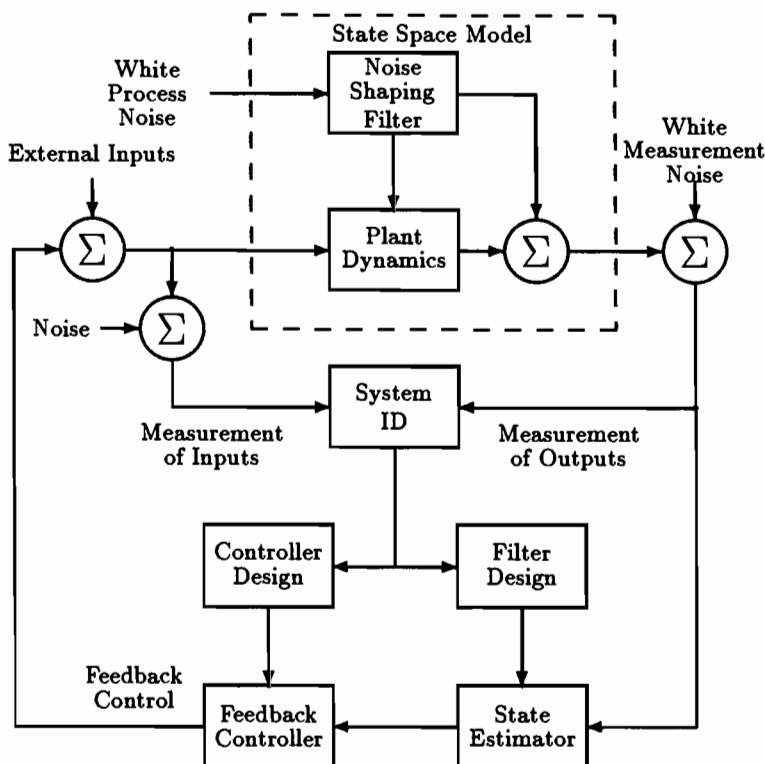 State Space Model
White
Process
Noise
Noise
Shaping
Filter
External Inputs
White
Measurement
Noise
Σ
Plant
Dynamics
Σ
Σ
Noise
Σ
System
ID
Measurement
of Inputs
Measurement
of Outputs
Controller
Design
Filter
Design
Feedback
Control
Feedback
Controller
State
Estimator